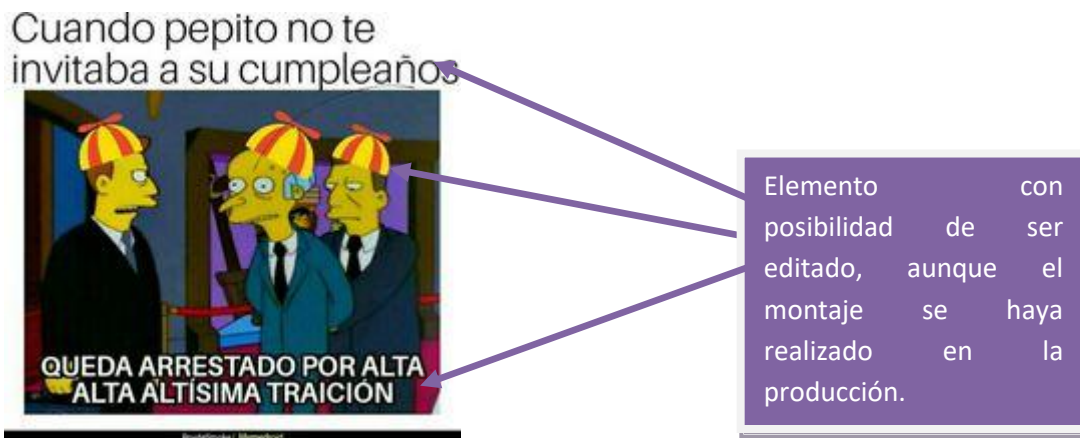 Cuando pepito no te
invitaba a su cumpleaños
QUEDA ARRESTADO POR ALTA
ALTA ALTÍSIMA TRAICIÓN
Elemento con
posibilidad de ser
editado, aunque el
montaje se haya
realizado en la
producción.